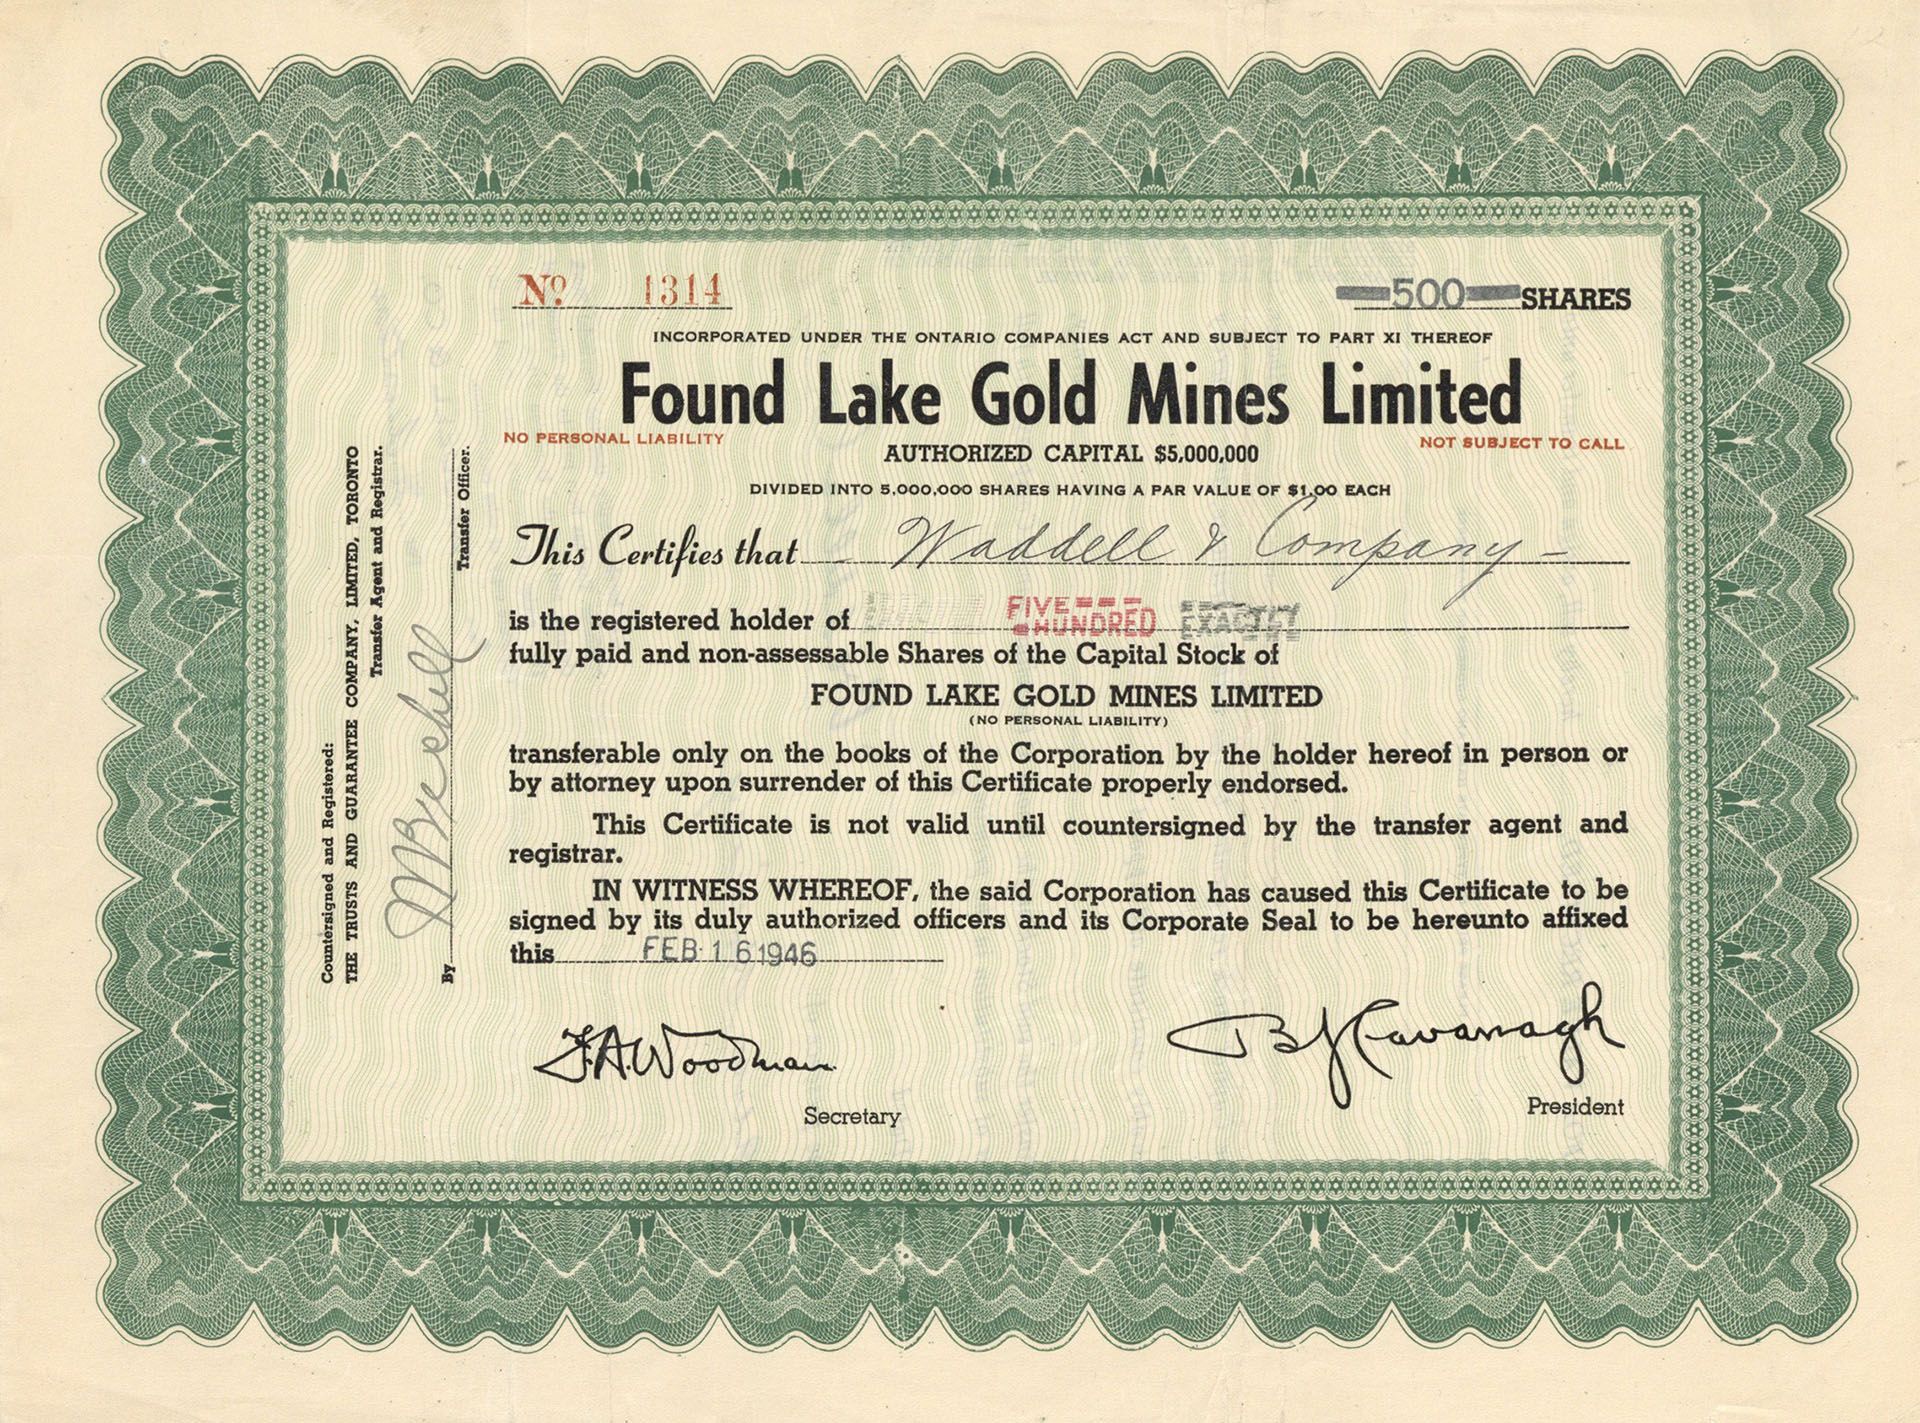 No. 1314
500 SHARES
INCORPORATED UNDER THE ONTARIO COMPANIES ACT AND SUBJECT TO PART XI THEREOF
Found Lake Gold Mines Limited
NO PERSONAL LIABILITY
NOT SUBJECT TO CALL
AUTHORIZED CAPITAL $5,000,000
DIVIDED INTO 5,000,000 SHARES HAVING A PAR VALUE OF $1.00 EACH
This Certifies that Waddell & Company
is the registered holder of FIVE HUNDRED EXACTLY
fully paid and non-assessable Shares of the Capital Stock of
FOUND LAKE GOLD MINES LIMITED
(NO PERSONAL LIABILITY)
transferable only on the books of the Corporation by the holder hereof in person or
by attorney upon surrender of this Certificate properly endorsed.
This Certificate is not valid until countersigned by the transfer agent and
registrar.
IN WITNESS WHEREOF, the said Corporation has caused this Certificate to be
signed by its duly authorized officers and its Corporate Seal to be hereunto affixed
this FEB 16 1946
F.A. Woodman
Secretary
B J Cavanagh
President
Countersigned and Registered:
THE TRUSTS AND GUARANTEE COMPANY, LIMITED, TORONTO
Transfer Agent and Registrar.
By
Transfer Officer.